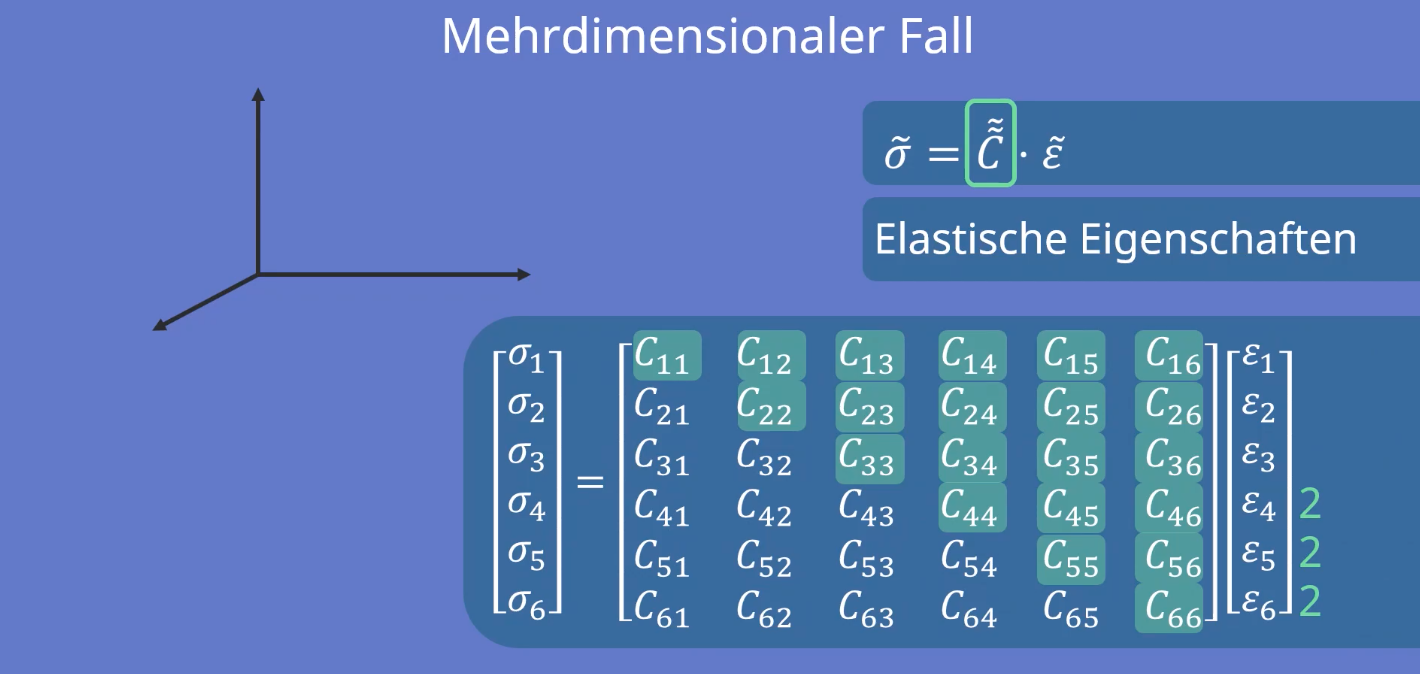 Mehrdimensionaler Fall
σ̃ = C̃̃ · ε̃
Elastische Eigenschaften
σ1 C11 C12 C13 C14 C15 C16 ε1
σ2 C21 C22 C23 C24 C25 C26 ε2
σ3 = C31 C32 C33 C34 C35 C36 ε3
σ4 C41 C42 C43 C44 C45 C46 ε4 2
σ5 C51 C52 C53 C54 C55 C56 ε5 2
σ6 C61 C62 C63 C64 C65 C66 ε6 2